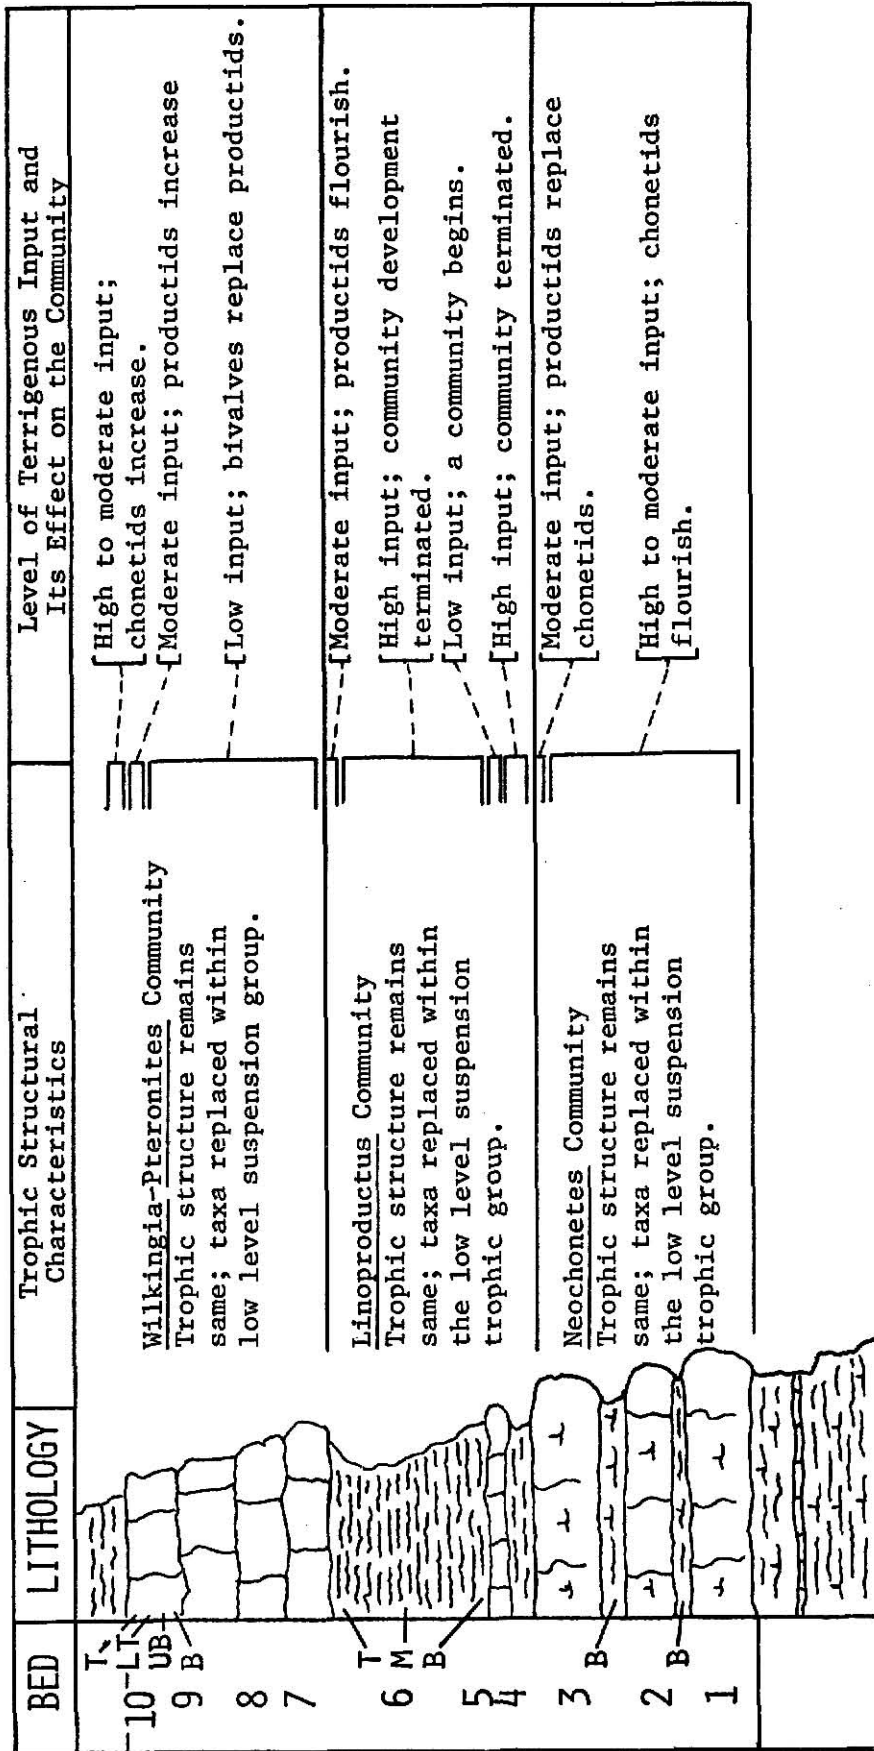 BED
LITHOLOGY
Trophic Structural
Characteristics
Level of Terrigenous Input and
Its Effect on the Community
T
10
LT
UB
9
B
8
7
T
6
M
B
5
4
3
B
2
B
1
Wilkingia-Pteronites Community
Trophic structure remains
same; taxa replaced within
low level suspension group.
Linoproductus Community
Trophic structure remains
same; taxa replaced within
the low level suspension
trophic group.
Neochonetes Community
Trophic structure remains
same; taxa replaced within
the low level suspension
trophic group.
High to moderate input;
chonetids increase.
Moderate input; productids increase
Low input; bivalves replace productids.
Moderate input; productids flourish.
High input; community development
terminated.
Low input; a community begins.
High input; community terminated.
Moderate input; productids replace
chonetids.
High to moderate input; chonetids
flourish.